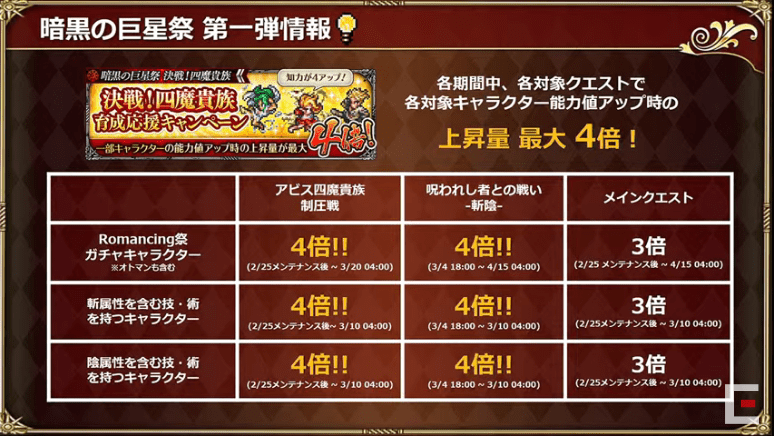 暗黒の巨星祭 第一弾情報
暗黒の巨星祭 決戦!四魔貴族
知力が4アップ!
決戦!四魔貴族
育成応援キャンペーン
一部キャラクターの能力値アップ時の上昇量が最大
4倍!
各期間中、各対象クエストで
各対象キャラクター能力値アップ時の
上昇量 最大 4倍!
アビス四魔貴族
制圧戦
呪われし者との戦い
-斬陰-
メインクエスト
Romancing祭
ガチャキャラクター
※オトマンも含む
4倍!!
(2/25メンテナンス後 ~ 3/20 04:00)
4倍!!
(3/4 18:00 ~ 4/15 04:00)
3倍
(2/25 メンテナンス後 ~ 4/15 04:00)
斬属性を含む技・術
を持つキャラクター
4倍!!
(2/25メンテナンス後~ 3/10 04:00)
4倍!!
(3/4 18:00 ~ 3/10 04:00)
3倍
(2/25メンテナンス後 ~ 3/10 04:00)
陰属性を含む技・術
を持つキャラクター
4倍!!
(2/25メンテナンス後 ~ 3/10 04:00)
4倍!!
(3/4 18:00 ~ 3/10 04:00)
3倍
(2/25メンテナンス後 ~ 3/10 04:00)